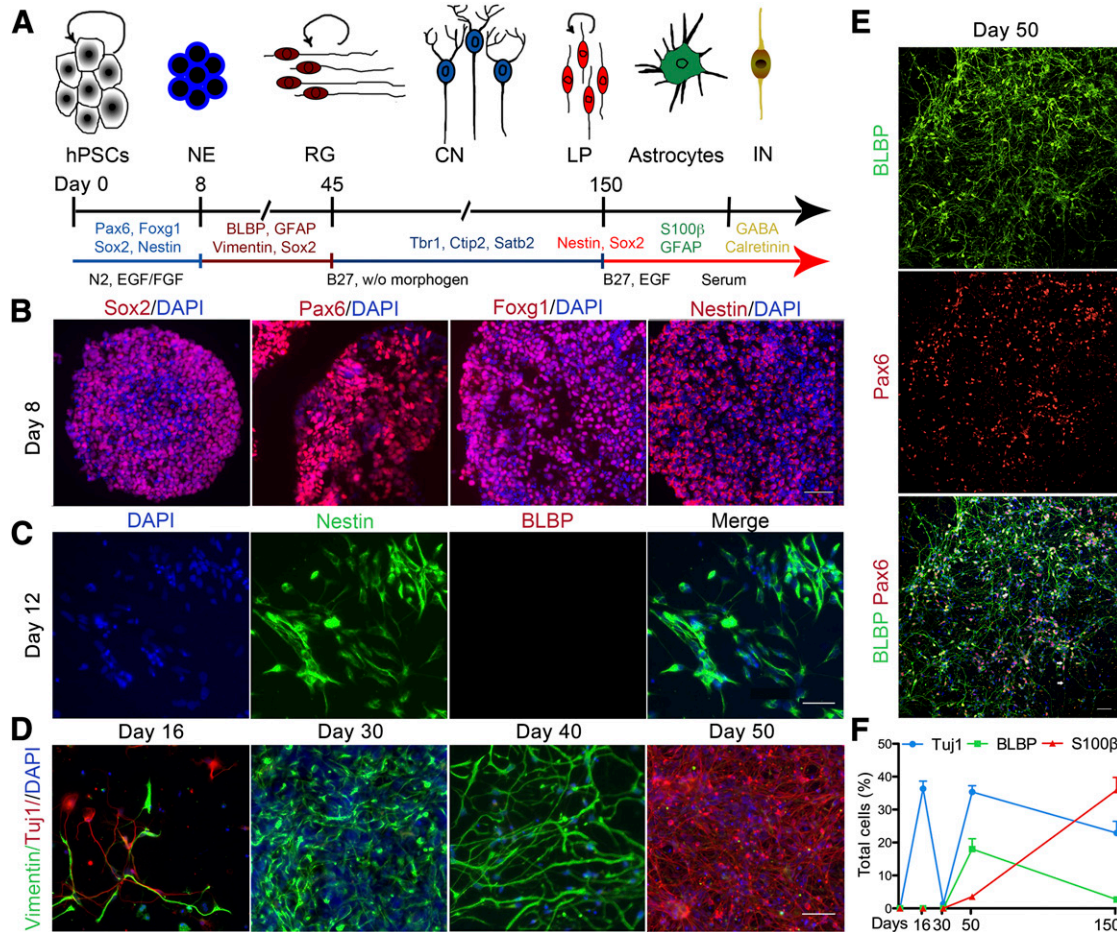 A
hPSCs NE RG CN LP Astrocytes IN
Day 0 8 45 150
Pax6, Foxg1 BLBP, GFAP Tbr1, Ctip2, Satb2 Nestin, Sox2 S100β GABA
Sox2, Nestin Vimentin, Sox2 GFAP Calretinin
N2, EGF/FGF B27, w/o morphogen B27, EGF Serum
B
Sox2/DAPI Pax6/DAPI Foxg1/DAPI Nestin/DAPI
Day 8
C
DAPI Nestin BLBP Merge
Day 12
D
Day 16 Day 30 Day 40 Day 50
Vimentin/Tuj1//DAPI
E
Day 50
BLBP
Pax6
BLBP Pax6
F
Tuj1 BLBP S100β
Total cells (%)
50
40
30
20
10
0
Days 16 30 50 150